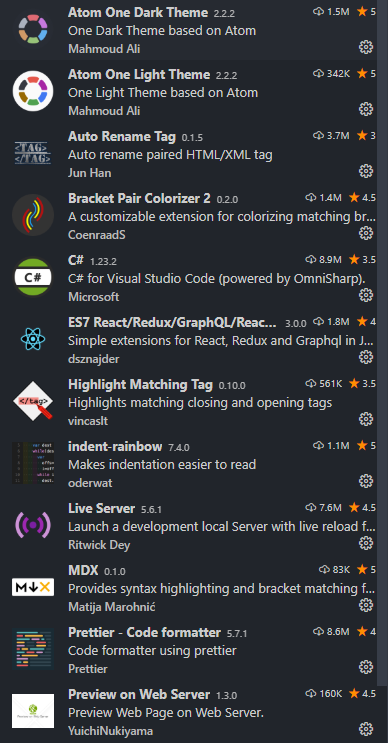 Atom One Dark Theme 2.2.2 1.5M 5
One Dark Theme based on Atom
Mahmoud Ali
Atom One Light Theme 2.2.2 342K 5
One Light Theme based on Atom
Mahmoud Ali
<TAG>
</TAG>
Auto Rename Tag 0.1.5 3.7M 3
Auto rename paired HTML/XML tag
Jun Han
Bracket Pair Colorizer 2 0.2.0 1.4M 4.5
A customizable extension for colorizing matching br...
CoenraadS
C#
C# 1.23.2 8.9M 3.5
C# for Visual Studio Code (powered by OmniSharp).
Microsoft
ES7 React/Redux/GraphQL/Reac... 3.0.0 1.8M 4
Simple extensions for React, Redux and Graphql in J...
dsznajder
</tag>
Highlight Matching Tag 0.10.0 561K 3.5
Highlights matching closing and opening tags
vincaslt
indent-rainbow 7.4.0 1.1M 5
Makes indentation easier to read
oderwat
Live Server 5.6.1 7.6M 4.5
Launch a development local Server with live reload f...
Ritwick Dey
M↓X
MDX 0.1.0 83K 5
Provides syntax highlighting and bracket matching f...
Matija Marohnić
Prettier - Code formatter 5.7.1 8.6M 4
Code formatter using prettier
Prettier
Preview on Web Server 1.3.0 160K 4.5
Preview Web Page on Web Server.
YuichiNukiyama